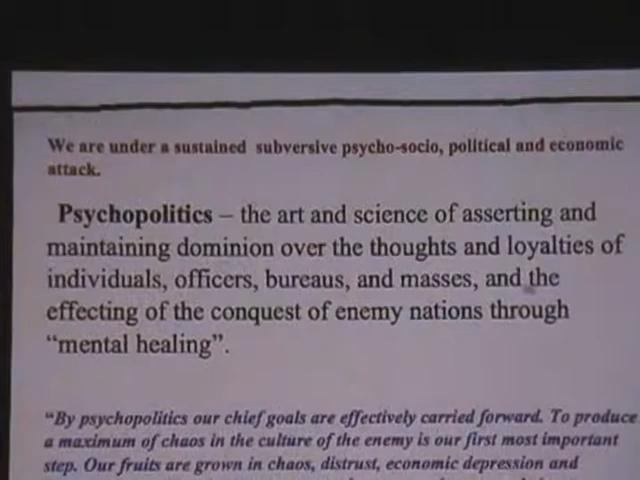 We are under a sustained subversive psycho-socio, political and economic
attack.
Psychopolitics – the art and science of asserting and
maintaining dominion over the thoughts and loyalties of
individuals, officers, bureaus, and masses, and the
effecting of the conquest of enemy nations through
“mental healing”.
“By psychopolitics our chief goals are effectively carried forward. To produce
a maximum of chaos in the culture of the enemy is our first most important
step. Our fruits are grown in chaos, distrust, economic depression and